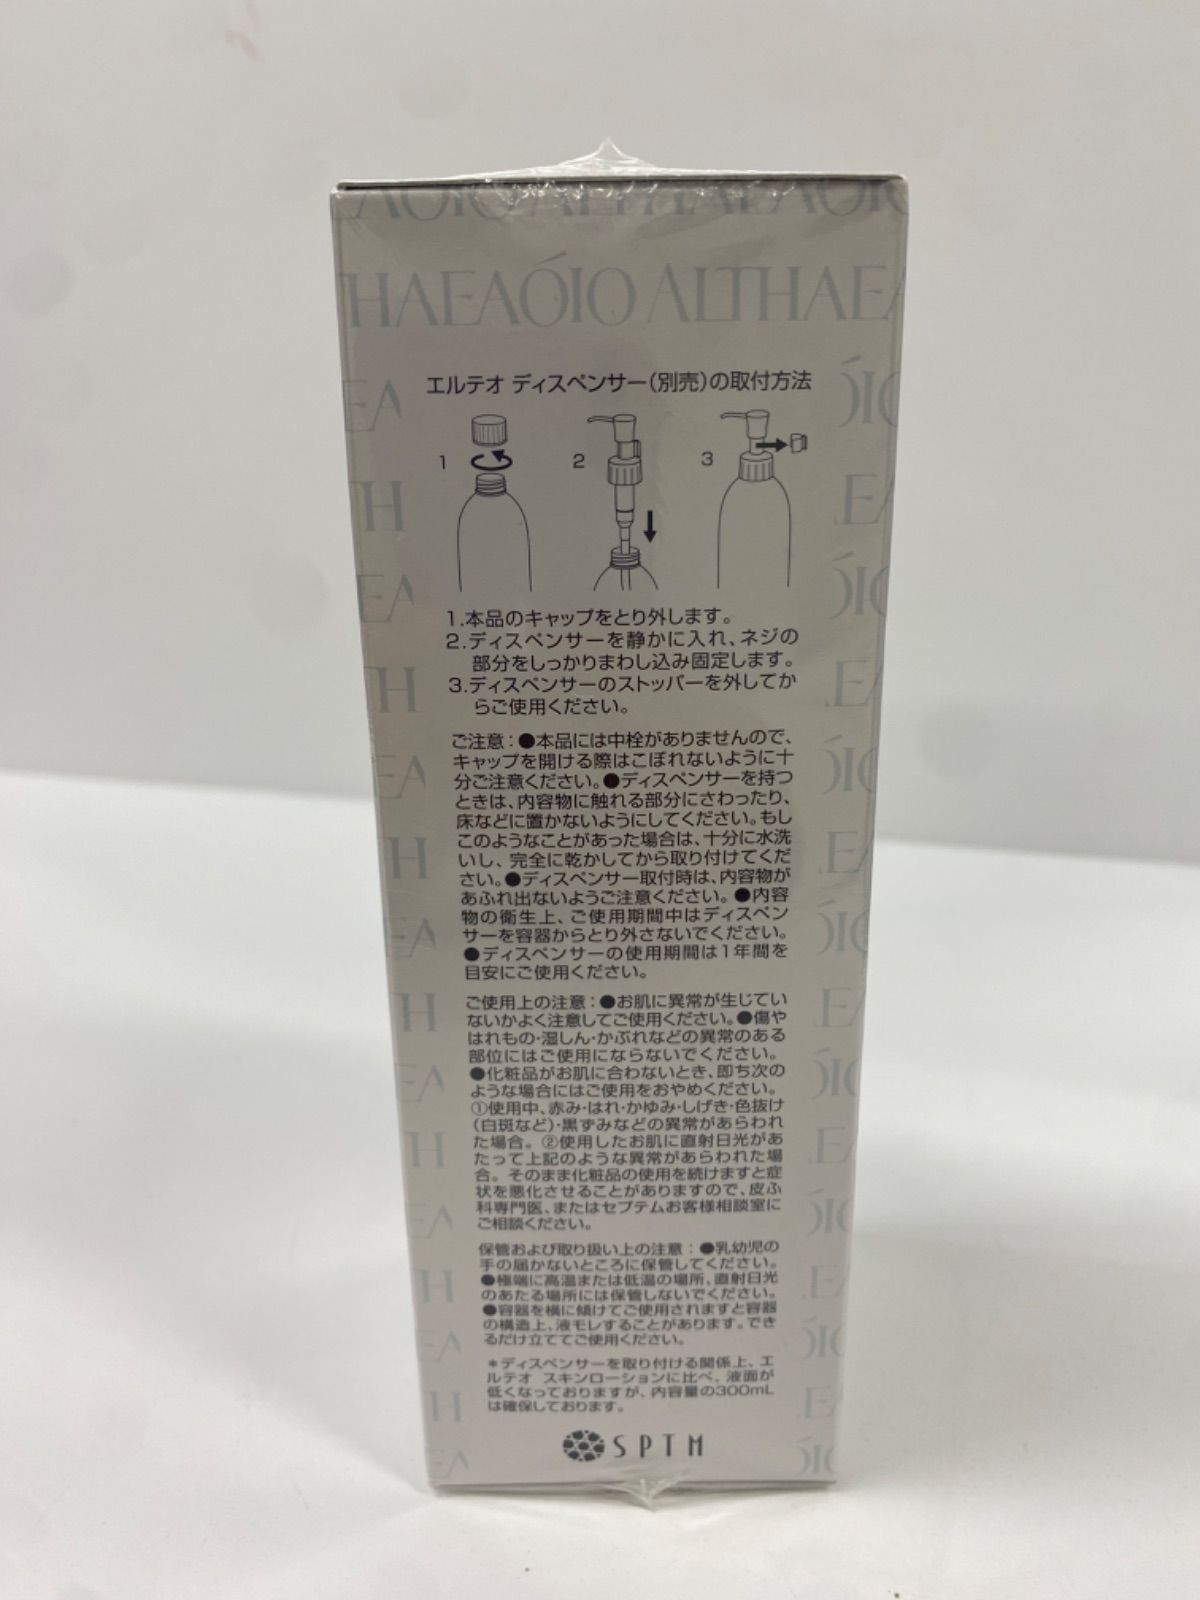 ALTHAEAÓIO ALTHAEAÓIO
THAEAÓIO ALTHAEA
エルテオ ディスペンサー(別売)の取付方法
1 2 3
1.本品のキャップをとり外します。
2.ディスペンサーを静かに入れ、ネジの
部分をしっかりまわし込み固定します。
3.ディスペンサーのストッパーを外してか
らご使用ください。
ご注意:●本品には中栓がありませんので、
キャップを開ける際はこぼれないように十
分ご注意ください。●ディスペンサーを持つ
ときは、内容物に触れる部分にさわったり、
床などに置かないようにしてください。もし
このようなことがあった場合は、十分に水洗
いし、完全に乾かしてから取り付けてくだ
さい。●ディスペンサー取付時は、内容物が
あふれ出ないようご注意ください。●内容
物の衛生上、ご使用期間中はディスペン
サーを容器からとり外さないでください。
●ディスペンサーの使用期間は1年間を
目安にご使用ください。
ご使用上の注意:●お肌に異常が生じてい
ないかよく注意してご使用ください。●傷や
はれもの・湿しん・かぶれなどの異常のある
部位にはご使用にならないでください。
●化粧品がお肌に合わないとき、即ち次の
ような場合にはご使用をおやめください。
①使用中、赤み・はれ・かゆみ・しげき・色抜け
(白斑など)・黒ずみなどの異常があらわれ
た場合。②使用したお肌に直射日光があ
たって上記のような異常があらわれた場
合。そのまま化粧品の使用を続けますと症
状を悪化させることがありますので、皮ふ
科専門医、またはセプテムお客様相談室に
ご相談ください。
保管および取り扱い上の注意:●乳幼児の
手の届かないところに保管してください。
●極端に高温または低温の場所、直射日光
のあたる場所には保管しないでください。
●容器を横に傾けてご使用されますと容器
の構造上、液モレすることがあります。でき
るだけ立ててご使用ください。
*ディスペンサーを取り付ける関係上、エ
ルテオ スキンローションに比べ、液面が
低くなっておりますが、内容量の300mL
は確保しております。
SPTM